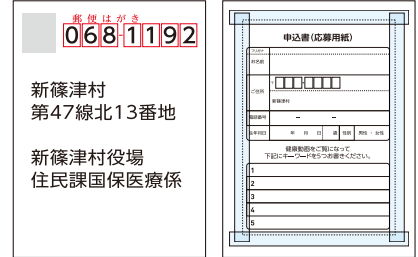 郵便はがき
068-1192
新篠津村
第47線北13番地
新篠津村役場
住民課国保医療係
申込書（応募用紙）
フリガナ
お名前
ご住所
〒
新篠津村
電話番号 － －
生年月日 年 月 日 歳 性別 男性 ・ 女性
健康動画をご覧になって
下記にキーワードを5つお書きください。
1
2
3
4
5